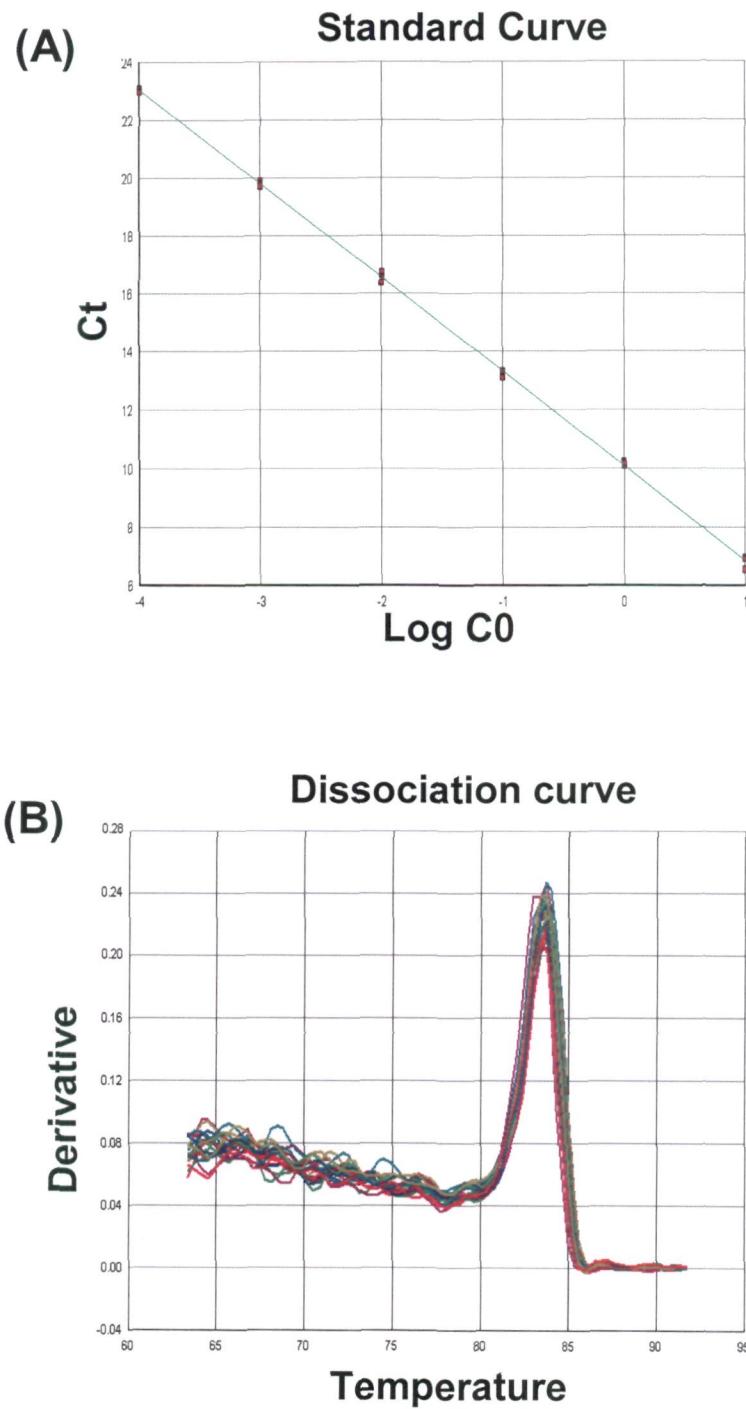 (A)
Standard Curve
24
22
20
18
16
14
12
10
8
6
Ct
-4 -3 -2 -1 0 1
Log C0
(B)
Dissociation curve
0.28
0.24
0.20
0.16
0.12
0.08
0.04
0.00
-0.04
Derivative
60 65 70 75 80 85 90 95
Temperature